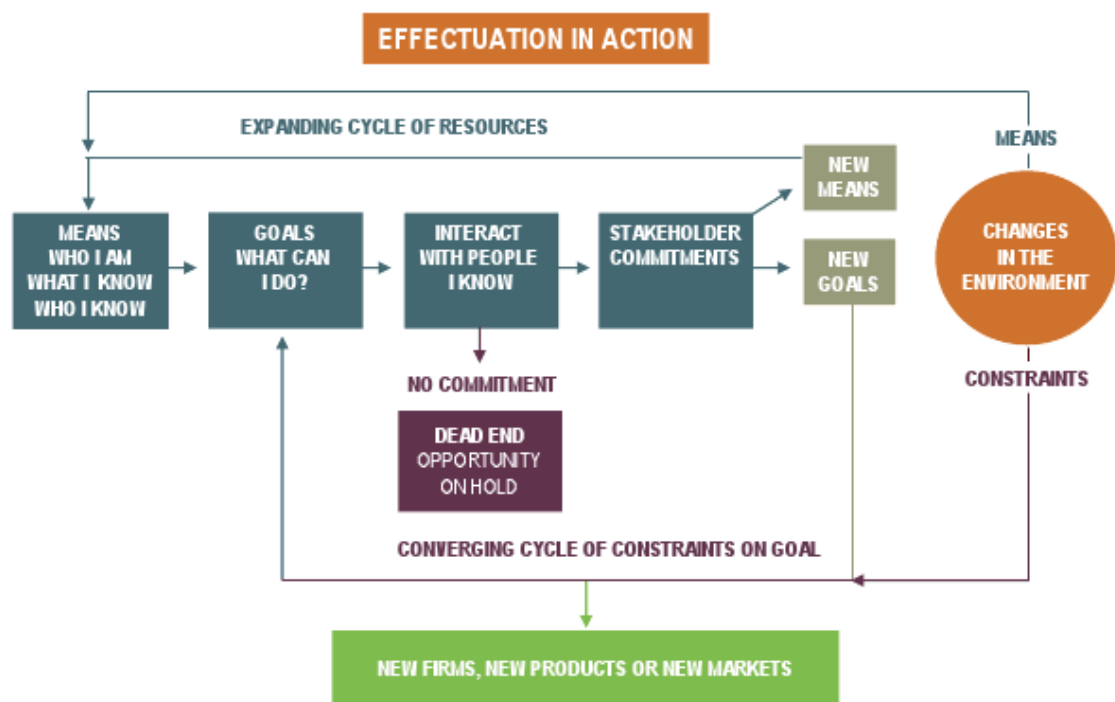 EFFECTUATION IN ACTION
EXPANDING CYCLE OF RESOURCES
MEANS
NEW
MEANS
MEANS
WHO I AM
WHAT I KNOW
WHO I KNOW
GOALS
WHAT CAN
I DO?
INTERACT
WITH PEOPLE
I KNOW
STAKEHOLDER
COMMITMENTS
NEW
GOALS
CHANGES
IN THE
ENVIRONMENT
NO COMMITMENT
CONSTRAINTS
DEAD END
OPPORTUNITY
ON HOLD
CONVERGING CYCLE OF CONSTRAINTS ON GOAL
NEW FIRMS, NEW PRODUCTS OR NEW MARKETS